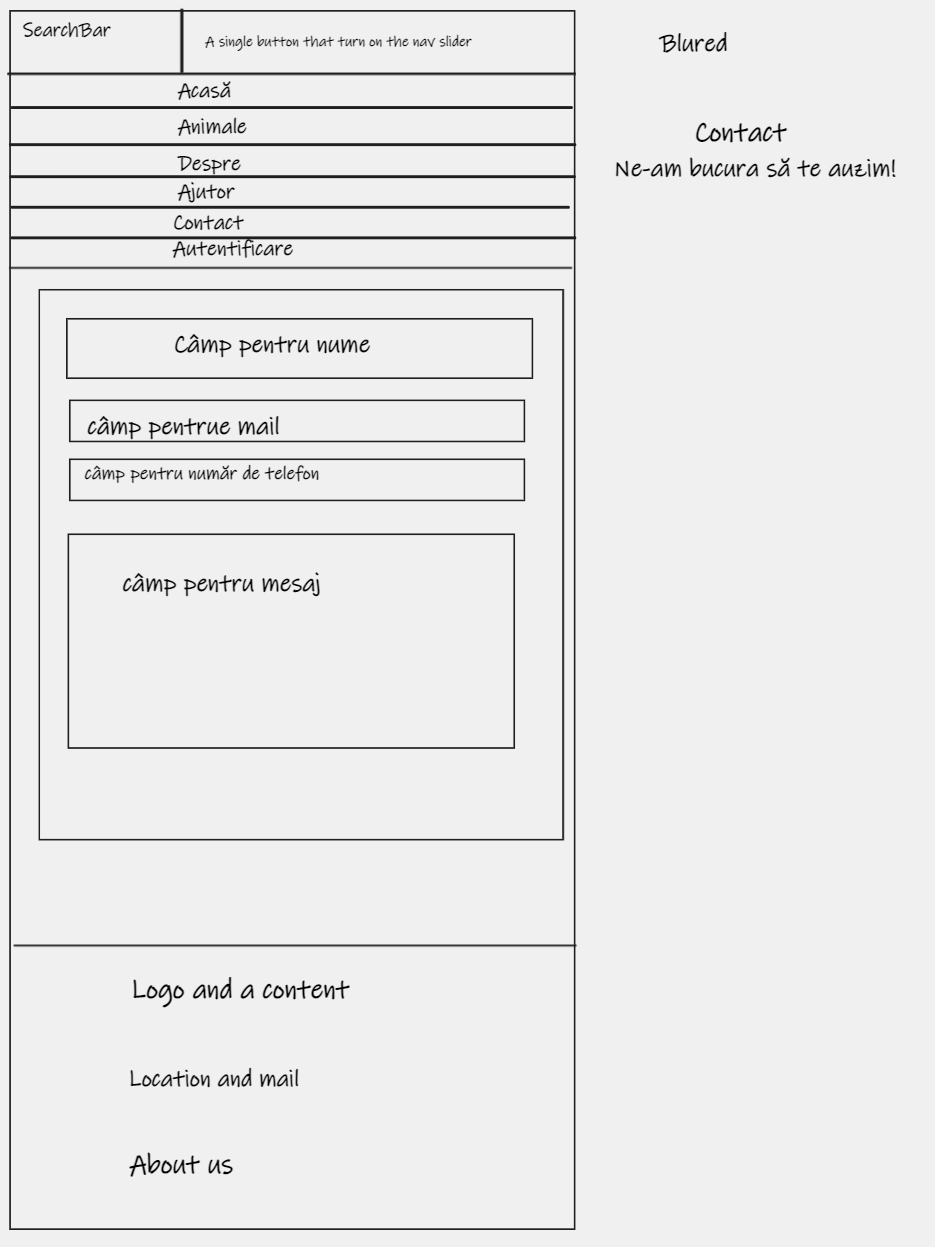 SearchBar
A single button that turn on the nav slider
Acasă
Animale
Despre
Ajutor
Contact
Autentificare
Câmp pentru nume
câmp pentrue mail
câmp pentru număr de telefon
câmp pentru mesaj
Logo and a content
Location and mail
About us
Blured
Contact
Ne-am bucura să te auzim!